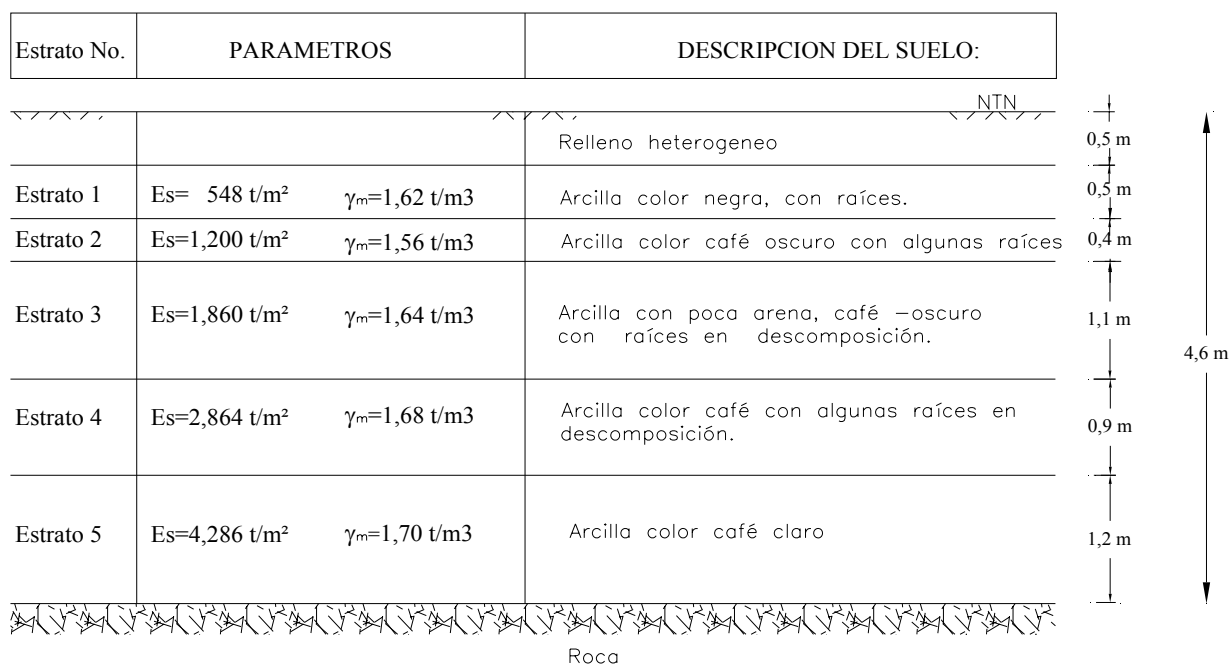 Estrato No. PARAMETROS DESCRIPCION DEL SUELO:
NTN
Relleno heterogeneo 0,5 m
Estrato 1 Es= 548 t/m² γm=1,62 t/m3 Arcilla color negra, con raíces. 0,5 m
Estrato 2 Es=1,200 t/m² γm=1,56 t/m3 Arcilla color café oscuro con algunas raíces 0,4 m
Estrato 3 Es=1,860 t/m² γm=1,64 t/m3 Arcilla con poca arena, café –oscuro
con raíces en descomposición. 1,1 m
4,6 m
Estrato 4 Es=2,864 t/m² γm=1,68 t/m3 Arcilla color café con algunas raíces en
descomposición. 0,9 m
Estrato 5 Es=4,286 t/m² γm=1,70 t/m3 Arcilla color café claro 1,2 m
Roca